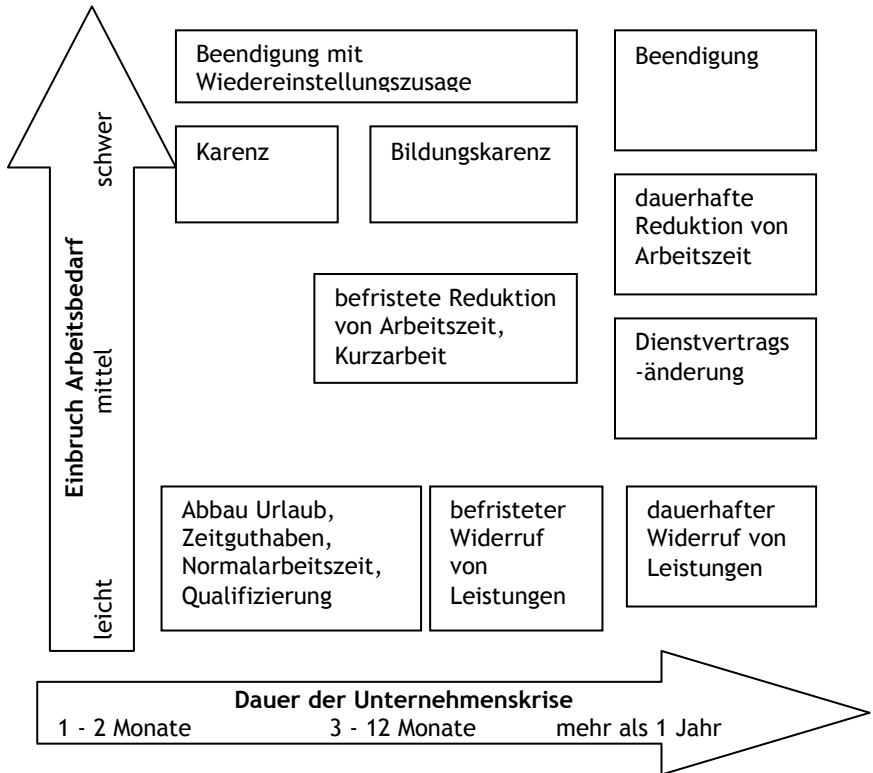 Beendigung mit
Wiedereinstellungszusage
Beendigung
Karenz
Bildungskarenz
dauerhafte
Reduktion von
Arbeitszeit
befristete Reduktion
von Arbeitszeit,
Kurzarbeit
Dienstvertrags
-änderung
Abbau Urlaub,
Zeitguthaben,
Normalarbeitszeit,
Qualifizierung
befristeter
Widerruf
von
Leistungen
dauerhafter
Widerruf von
Leistungen
Einbruch Arbeitsbedarf
leicht mittel schwer
Dauer der Unternehmenskrise
1 - 2 Monate 3 - 12 Monate mehr als 1 Jahr